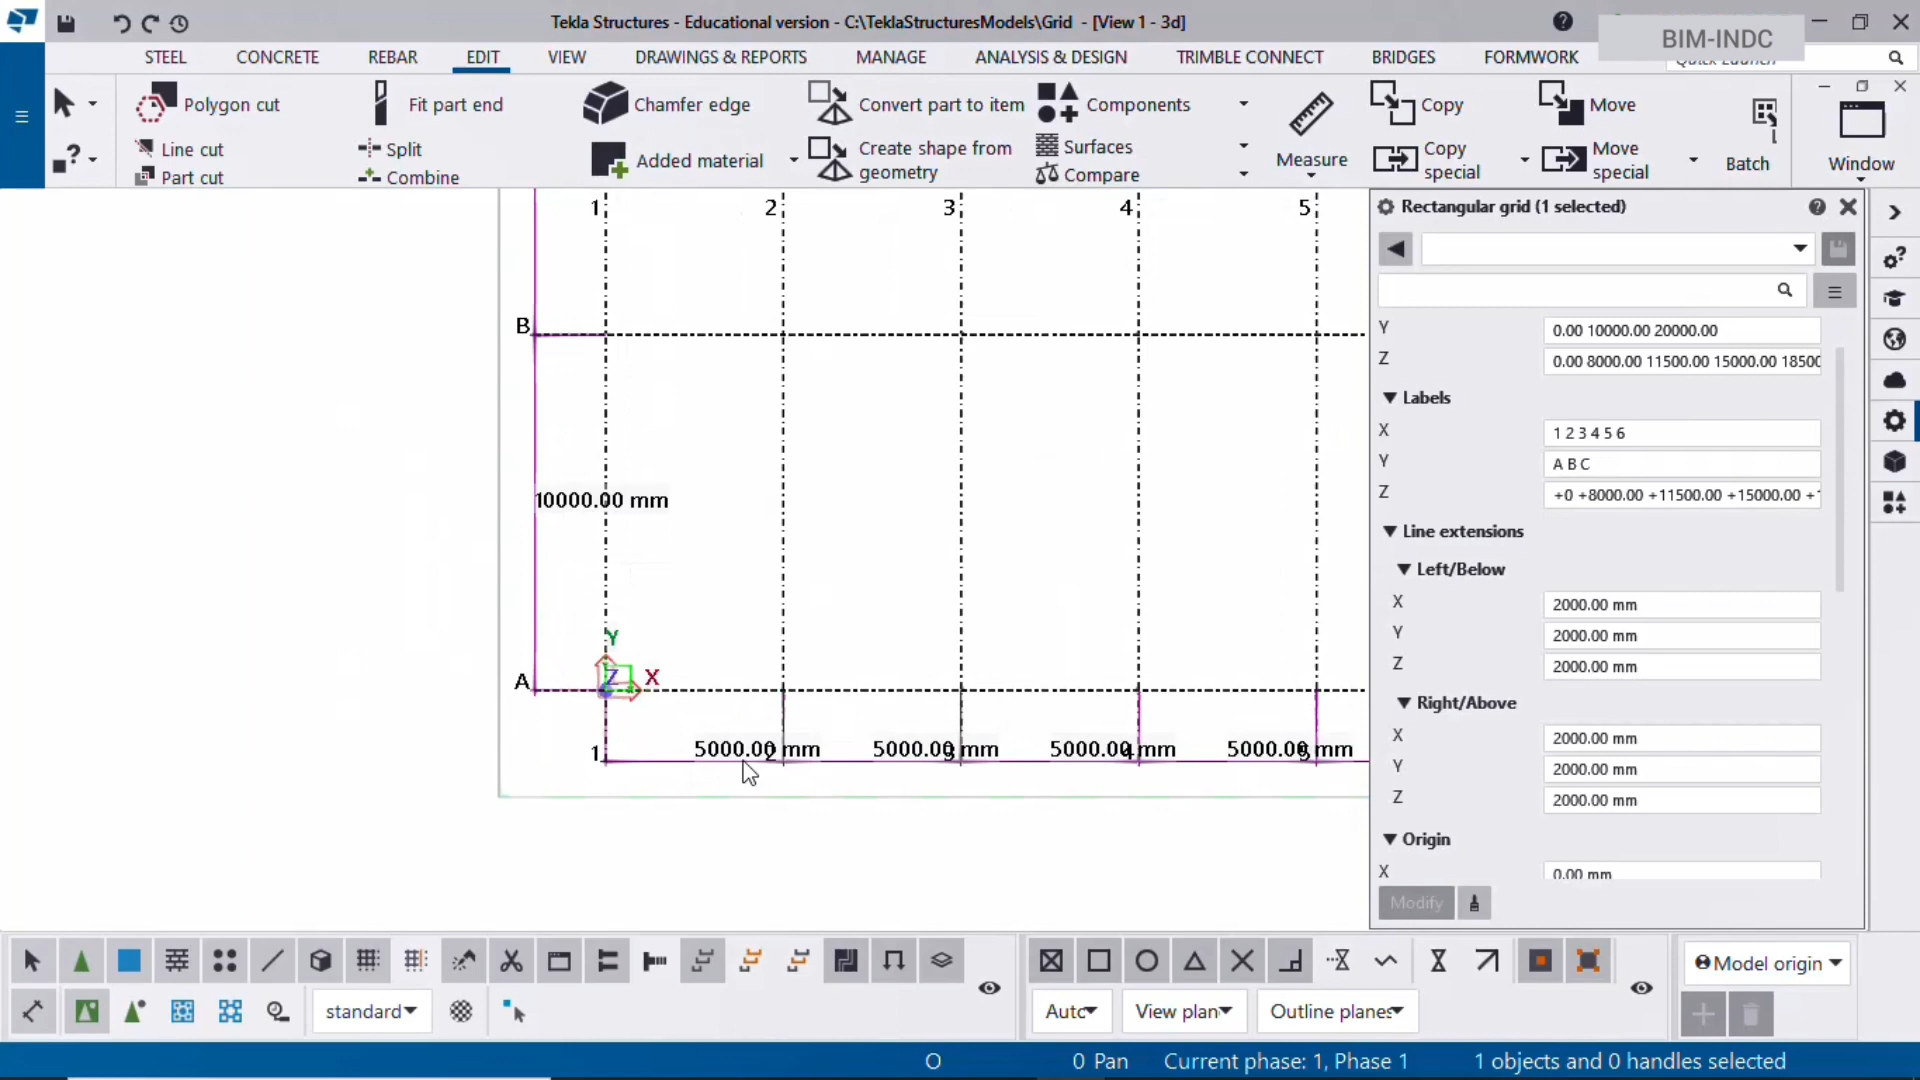 Tekla Structures - Educational version - C:\TeklaStructuresModels\Grid - [View 1 - 3d]
BIM-INDC
STEEL CONCRETE REBAR EDIT VIEW DRAWINGS & REPORTS MANAGE ANALYSIS & DESIGN TRIMBLE CONNECT BRIDGES FORMWORK
Quick Launch
Polygon cut Fit part end Chamfer edge Convert part to item Components Copy Move
Line cut Split Added material Create shape from geometry Surfaces Measure Copy special Move special Batch Window
Part cut Combine Compare
1 2 3 4 5
Rectangular grid (1 selected)
B
Y 0.00 10000.00 20000.00
Z 0.00 8000.00 11500.00 15000.00 18500
Labels
X 1 2 3 4 5 6
Y A B C
Z +0 +8000.00 +11500.00 +15000.00 +1
10000.00 mm
Line extensions
Left/Below
X 2000.00 mm
Y 2000.00 mm
Z 2000.00 mm
Y
A Z X
Right/Above
X 2000.00 mm
Y 2000.00 mm
Z 2000.00 mm
1 5000.00 mm 2 5000.00 mm 3 5000.00 mm 4 5000.00 mm 5
Origin
X 0.00 mm
Modify
Model origin
standard
Auto View plan Outline planes
O 0 Pan Current phase: 1, Phase 1 1 objects and 0 handles selected